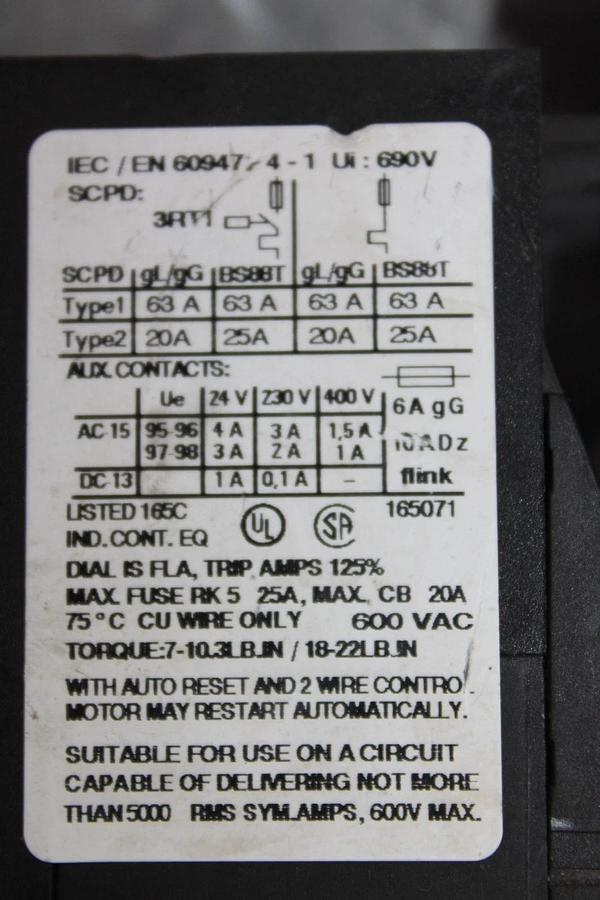 IEC / EN 60947-4-1 Ui : 690V
SCPD:
3RT1
SCPD gL/gG BS88T gL/gG BS88T
Type1 63 A 63 A 63 A 63 A
Type2 20A 25A 20A 25A
AUX. CONTACTS:
Ue 24 V 230 V 400 V
6A gG
AC-15 95-96 4 A 3 A 1,5 A
10 A Dz
97-98 3 A 2 A 1 A
DC-13 1 A 0,1 A –
flink
LISTED 165C UL SA 165071
IND. CONT. EQ
DIAL IS FLA, TRIP AMPS 125%
MAX. FUSE RK 5 25A, MAX. CB 20A
75°C CU WIRE ONLY 600 VAC
TORQUE:7-10.3LB.IN / 18-22LB.IN
WITH AUTO RESET AND 2 WIRE CONTROL.
MOTOR MAY RESTART AUTOMATICALLY.
SUITABLE FOR USE ON A CIRCUIT
CAPABLE OF DELIVERING NOT MORE
THAN 5000 RMS SYM.AMPS, 600V MAX.